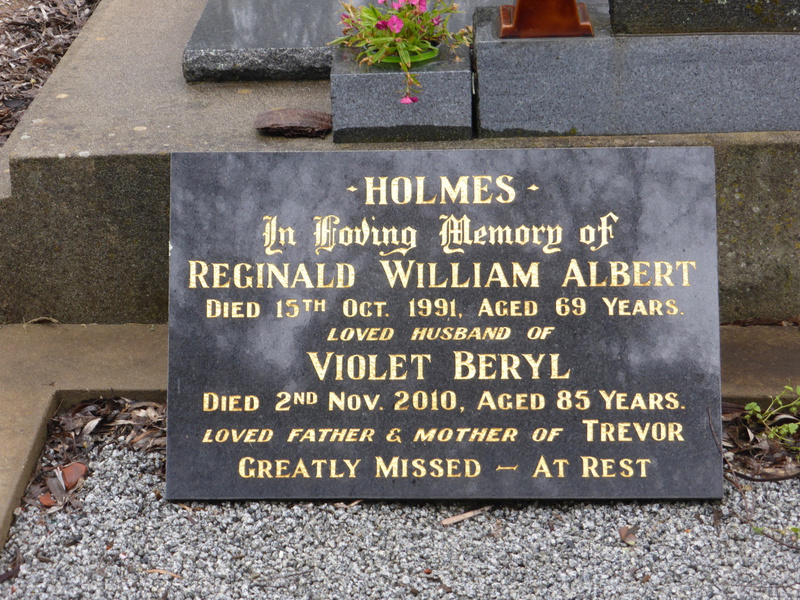 - HOLMES -
In Loving Memory of
REGINALD WILLIAM ALBERT
DIED 15TH OCT. 1991, AGED 69 YEARS.
LOVED HUSBAND OF
VIOLET BERYL
DIED 2ND NOV. 2010, AGED 85 YEARS.
LOVED FATHER & MOTHER OF TREVOR
GREATLY MISSED — AT REST